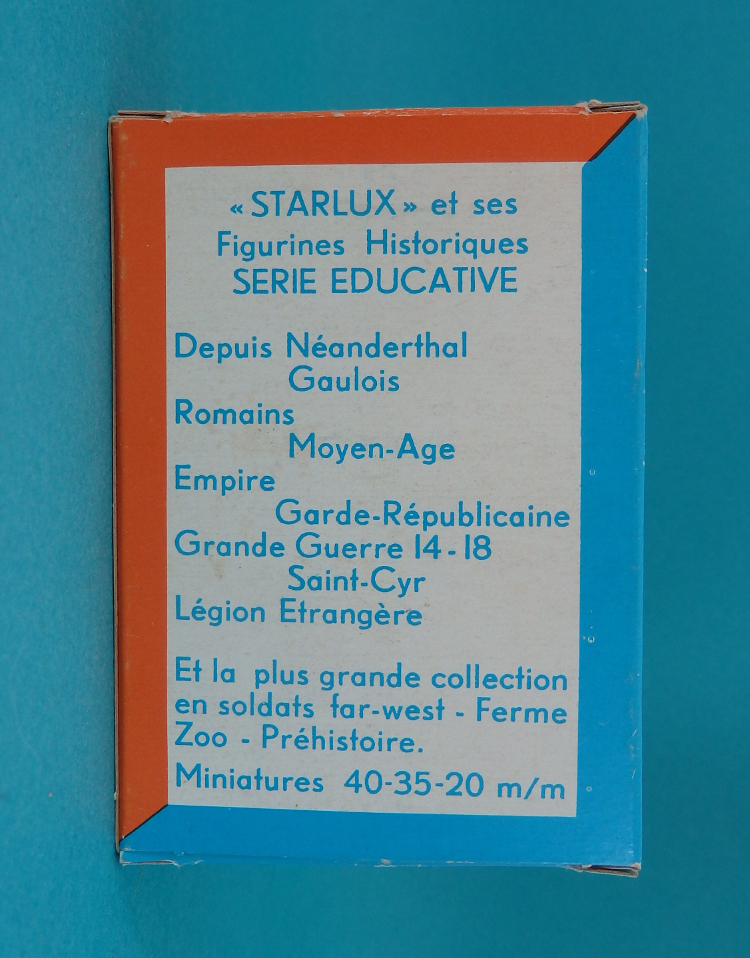 « STARLUX » et ses
Figurines Historiques
SERIE EDUCATIVE
Depuis Néanderthal
Gaulois
Romains
Moyen-Age
Empire
Garde-Républicaine
Grande Guerre 14-18
Saint-Cyr
Légion Etrangère
Et la plus grande collection
en soldats far-west - Ferme
Zoo - Préhistoire.
Miniatures 40-35-20 m/m